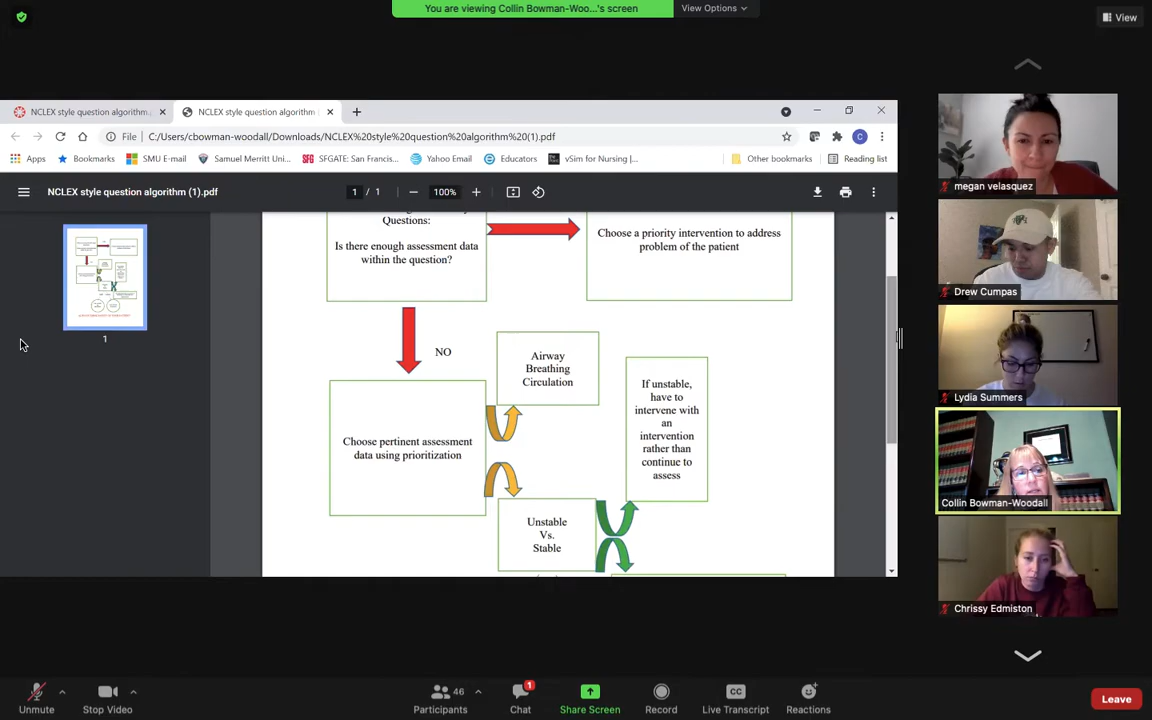 You are viewing Collin Bowman-Woo...'s screen
View Options
View
NCLEX style question algorithm
NCLEX style question algorithm
File
C:/Users/cbowman-woodall/Downloads/NCLEX%20style%20question%20algorithm%20(1).pdf
C
Apps
Bookmarks
SMU E-mail
Samuel Merritt Uni...
SFGATE: San Francis...
Yahoo Email
Educators
vSim for Nursing |...
Other bookmarks
Reading list
NCLEX style question algorithm (1).pdf
1 / 1
100%
1
Questions:
Is there enough assessment data
within the question?
Choose a priority intervention to address
problem of the patient
NO
Airway
Breathing
Circulation
If unstable,
have to
intervene with
an
intervention
rather than
continue to
assess
Choose pertinent assessment
data using prioritization
Unstable
Vs.
Stable
megan velasquez
Drew Cumpas
Lydia Summers
Collin Bowman-Woodall
Chrissy Edmiston
Unmute
Stop Video
46
Participants
1
Chat
Share Screen
Record
CC
Live Transcript
Reactions
Leave